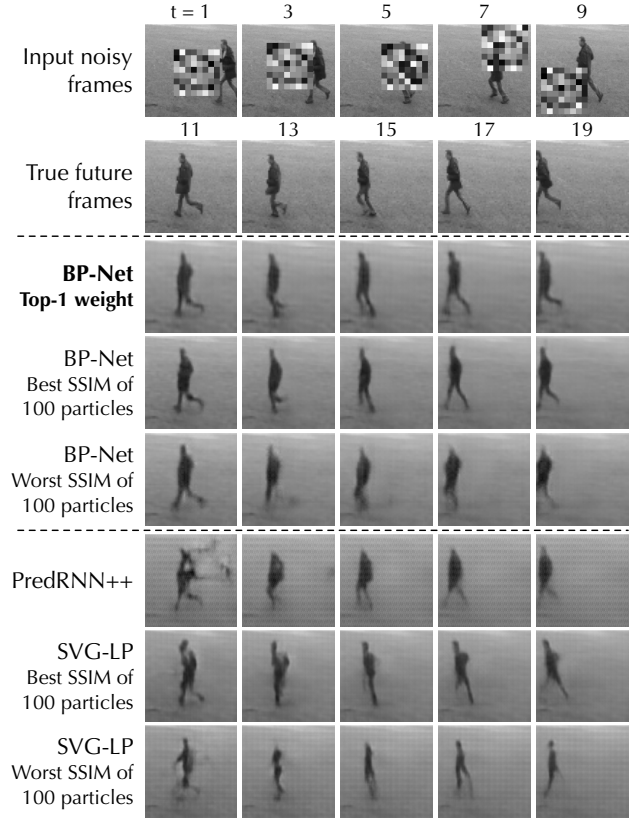 t = 1 3 5 7 9
Input noisy
frames
11 13 15 17 19
True future
frames
BP-Net
Top-1 weight
BP-Net
Best SSIM of
100 particles
BP-Net
Worst SSIM of
100 particles
PredRNN++
SVG-LP
Best SSIM of
100 particles
SVG-LP
Worst SSIM of
100 particles